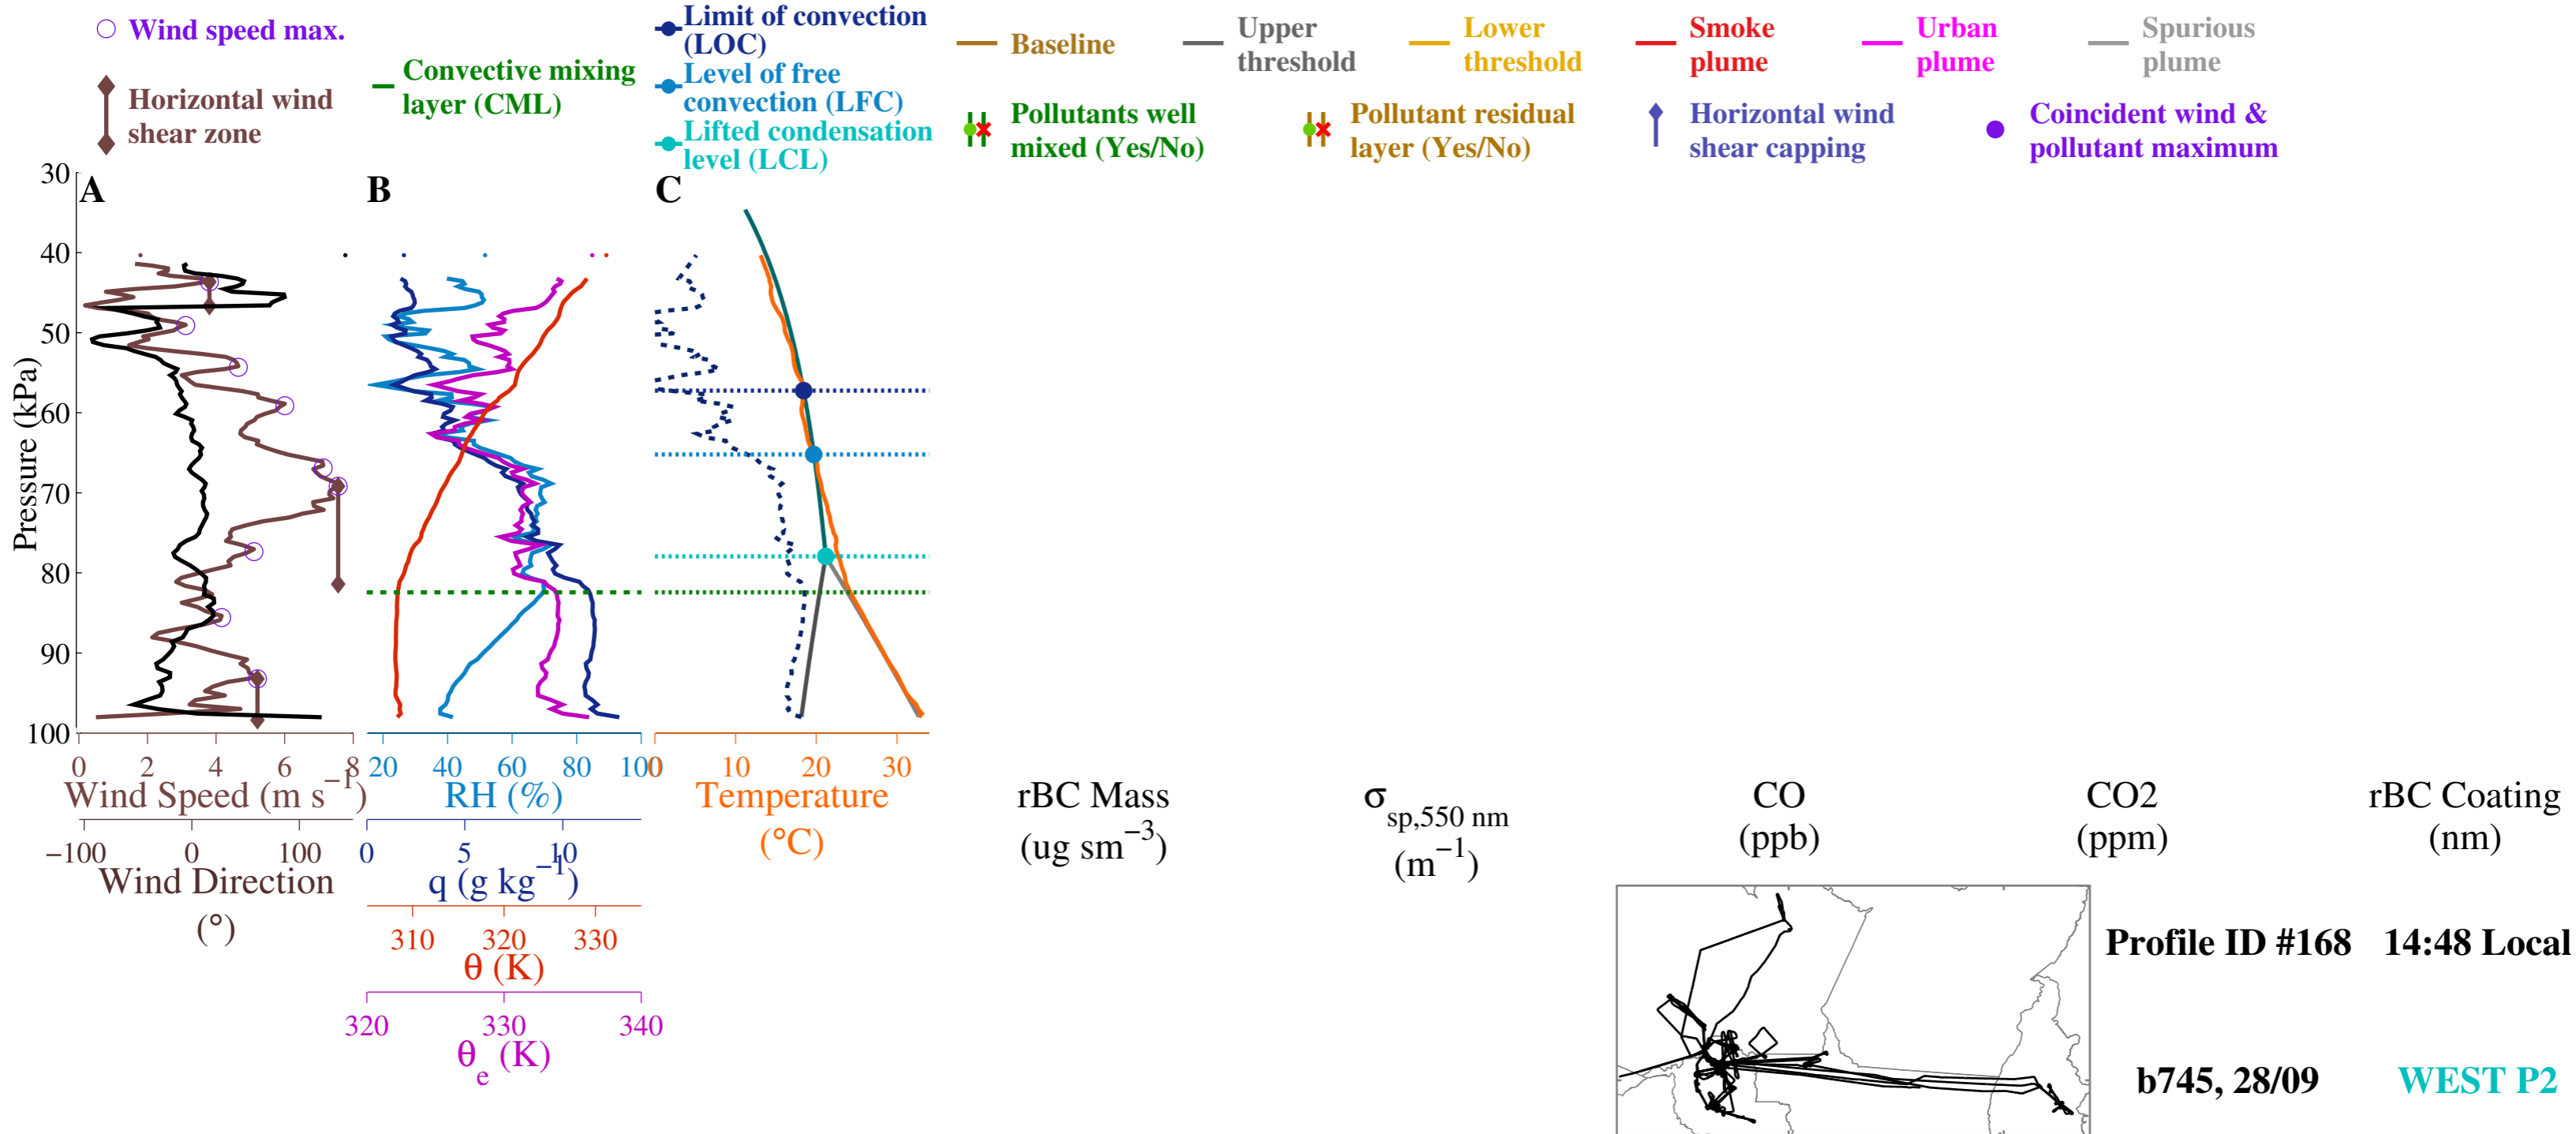 Wind speed max.
Horizontal wind
shear zone
Convective mixing
layer (CML)
Limit of convection
(LOC)
Level of free
convection (LFC)
Lifted condensation
level (LCL)
Baseline
Upper
threshold
Lower
threshold
Smoke
plume
Urban
plume
Spurious
plume
Pollutants well
mixed (Yes/No)
Pollutant residual
layer (Yes/No)
Horizontal wind
shear capping
Coincident wind &
pollutant maximum
A
B
C
Pressure (kPa)
30
40
50
60
70
80
90
100
0 2 4 6 8
Wind Speed (m s−1)
−100 0 100
Wind Direction
(°)
20 40 60 80 100
RH (%)
0 5 10
q (g kg−1)
310 320 330
θ (K)
320 330 340
θe (K)
0 10 20 30
Temperature
(°C)
rBC Mass
(ug sm−3)
σsp,550 nm
(m−1)
CO
(ppb)
CO2
(ppm)
rBC Coating
(nm)
Profile ID #168 14:48 Local
b745, 28/09 WEST P2